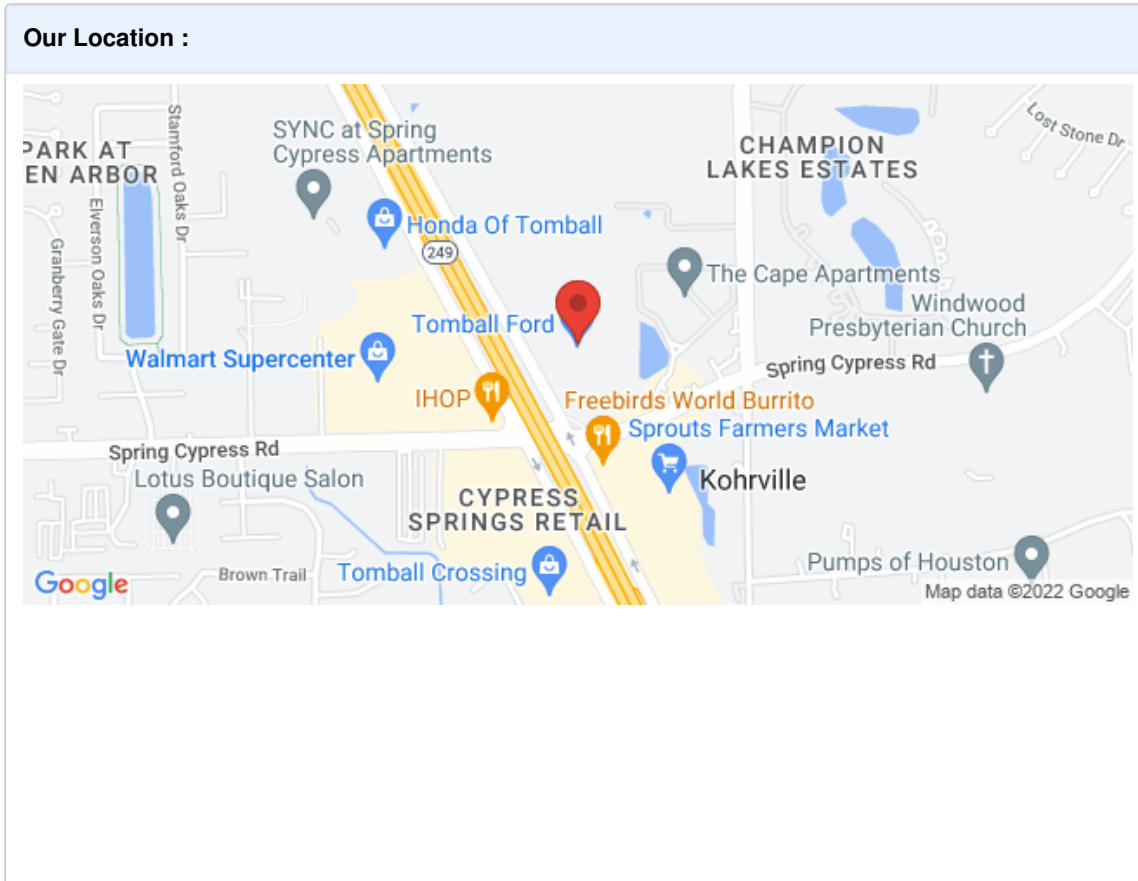 Our Location :
PARK AT
EN ARBOR
Stamford Oaks Dr
SYNC at Spring
Cypress Apartments
CHAMPION
LAKES ESTATES
Lost Stone Dr
Elverson Oaks Dr
Granberry Gate Dr
Honda Of Tomball
249
The Cape Apartments
Windwood
Presbyterian Church
Tomball Ford
Walmart Supercenter
Spring Cypress Rd
IHOP
Freebirds World Burrito
Sprouts Farmers Market
Spring Cypress Rd
Lotus Boutique Salon
Kohrville
CYPRESS
SPRINGS RETAIL
Pumps of Houston
Tomball Crossing
Brown Trail
Google
Map data ©2022 Google